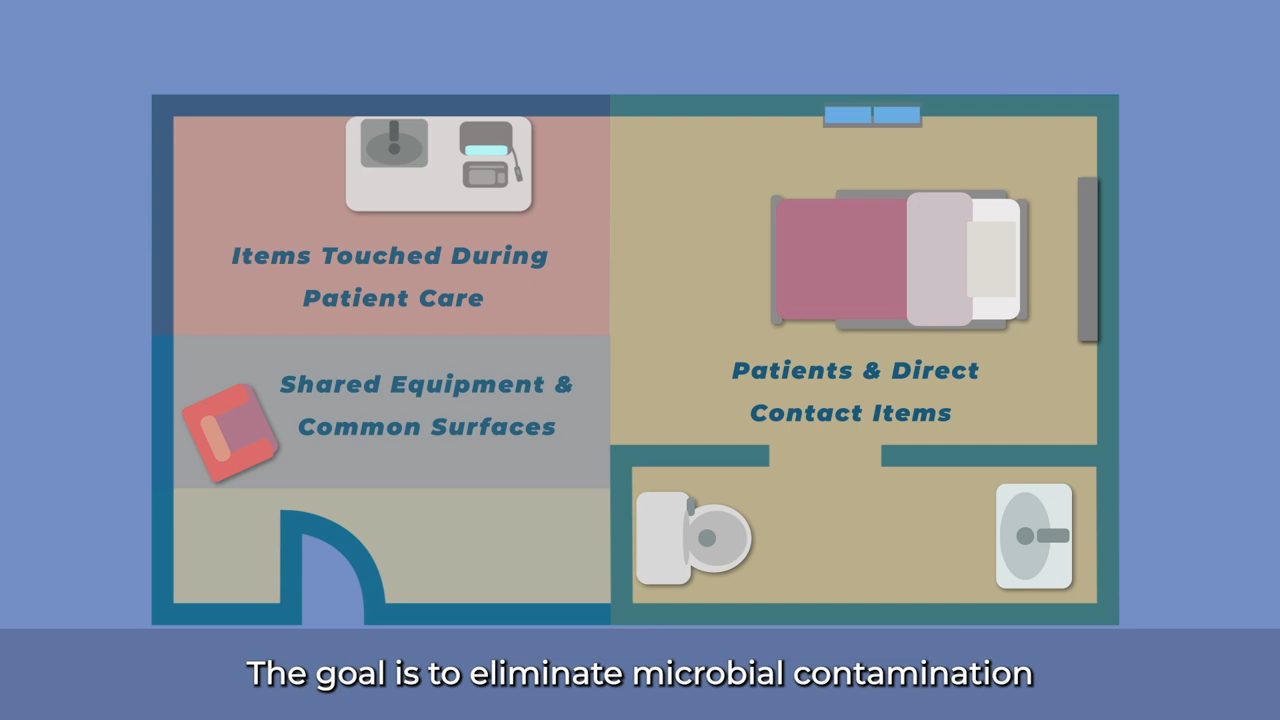 Items Touched During
Patient Care
Shared Equipment &
Common Surfaces
Patients & Direct
Contact Items
The goal is to eliminate microbial contamination